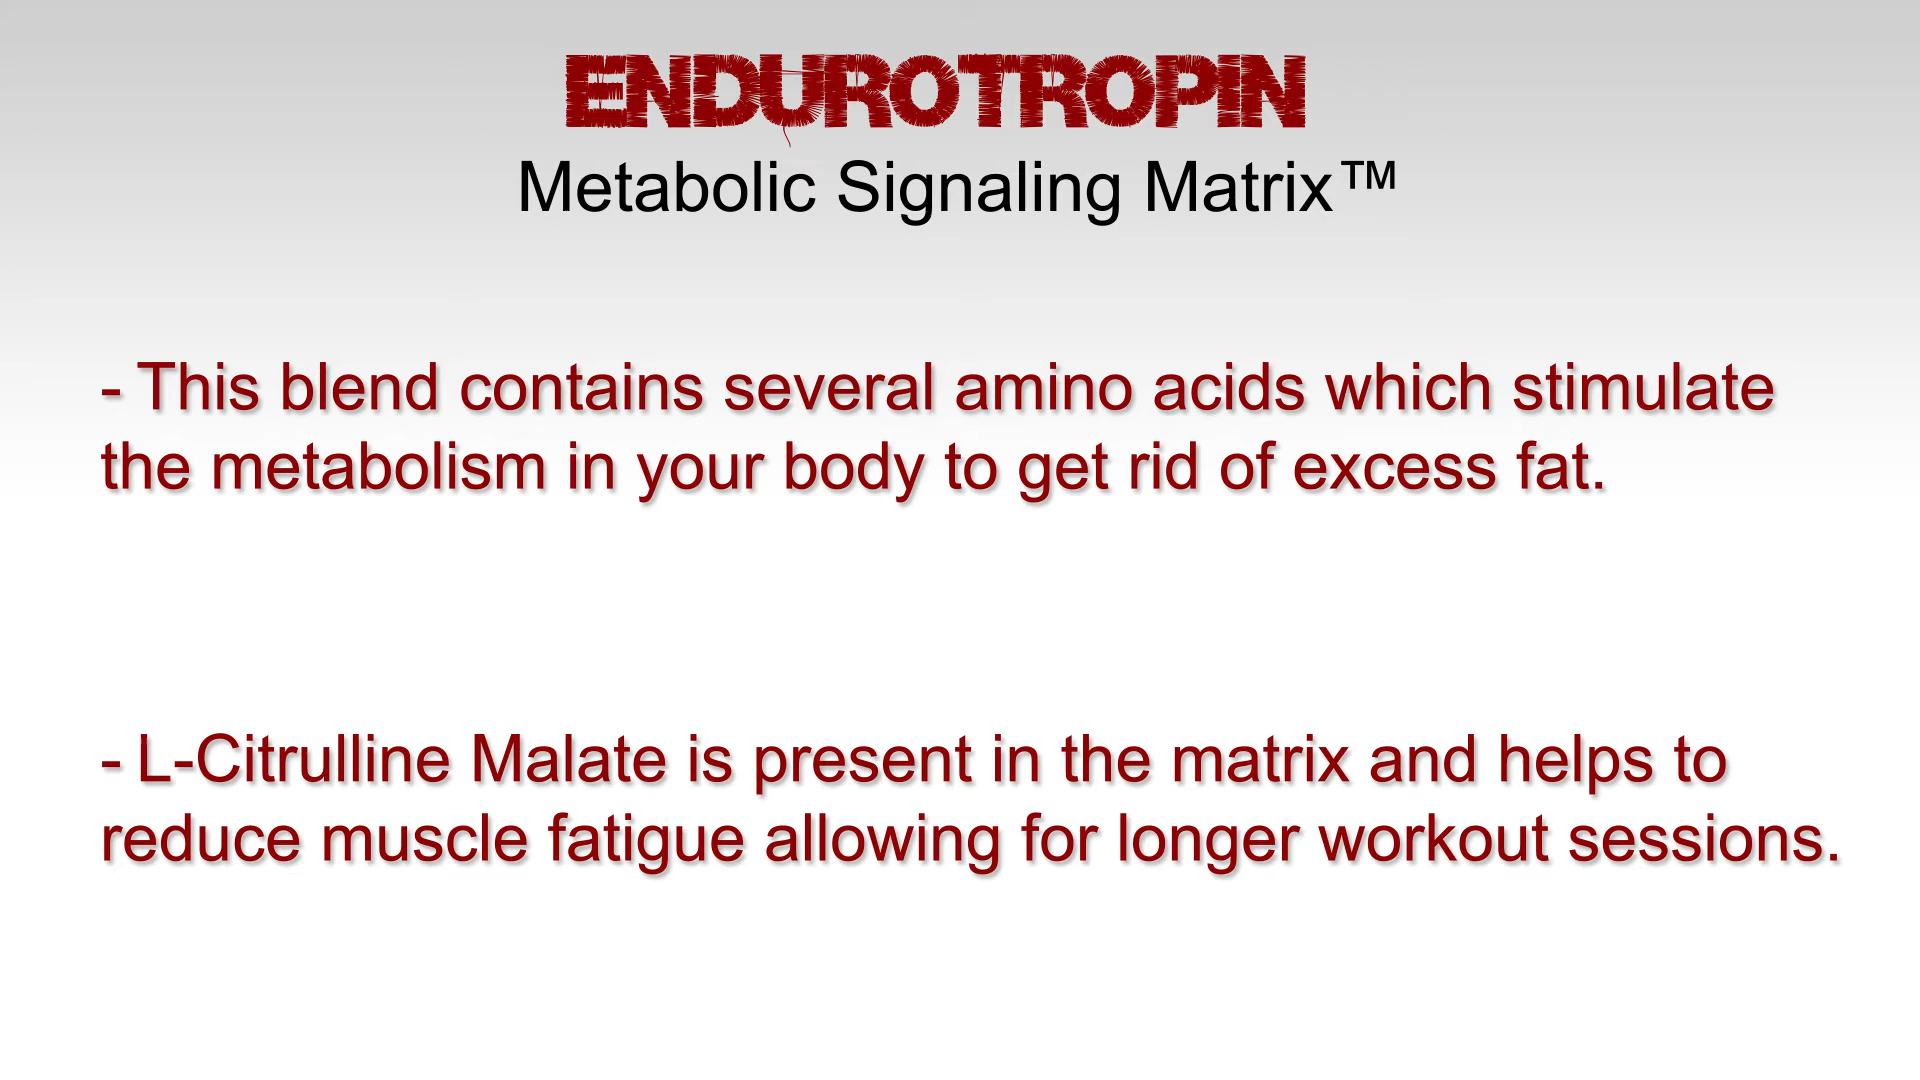 ENDUROTROPIN
Metabolic Signaling Matrix™
- This blend contains several amino acids which stimulate
the metabolism in your body to get rid of excess fat.
- L-Citrulline Malate is present in the matrix and helps to
reduce muscle fatigue allowing for longer workout sessions.